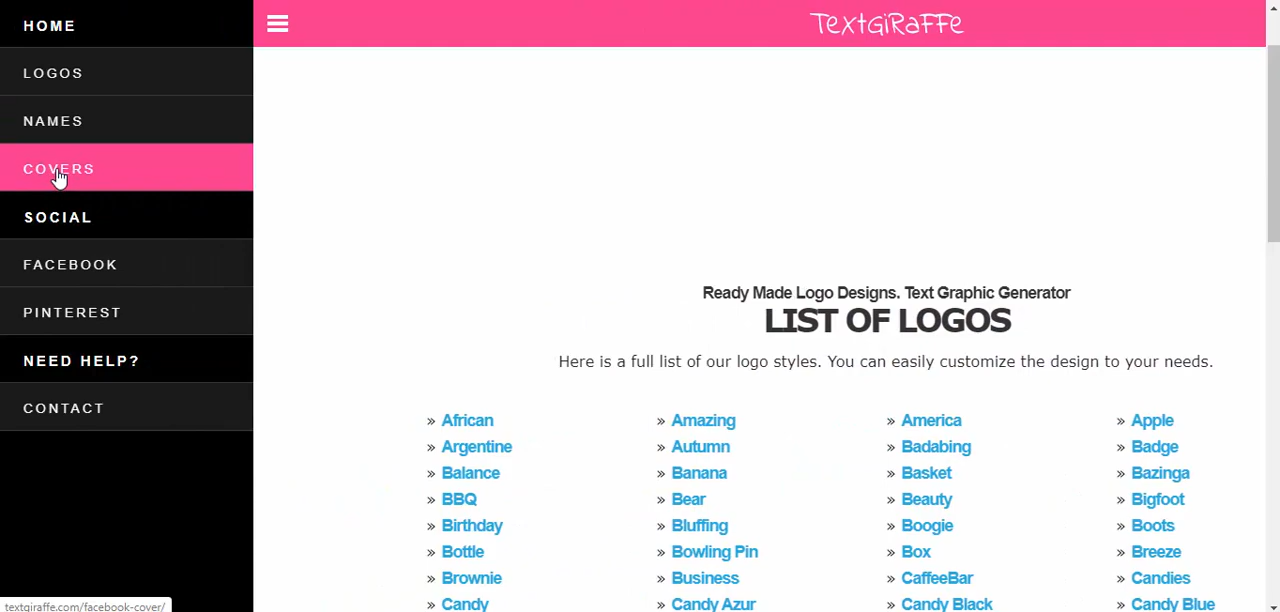 HOME
LOGOS
NAMES
COVERS
SOCIAL
FACEBOOK
PINTEREST
NEED HELP?
CONTACT
textgiraffe.com/facebook-cover/
TextGiRaFFe
Ready Made Logo Designs. Text Graphic Generator
LIST OF LOGOS
Here is a full list of our logo styles. You can easily customize the design to your needs.
» African » Amazing » America » Apple
» Argentine » Autumn » Badabing » Badge
» Balance » Banana » Basket » Bazinga
» BBQ » Bear » Beauty » Bigfoot
» Birthday » Bluffing » Boogie » Boots
» Bottle » Bowling Pin » Box » Breeze
» Brownie » Business » CaffeeBar » Candies
» Candy » Candy Azur » Candy Black » Candy Blue